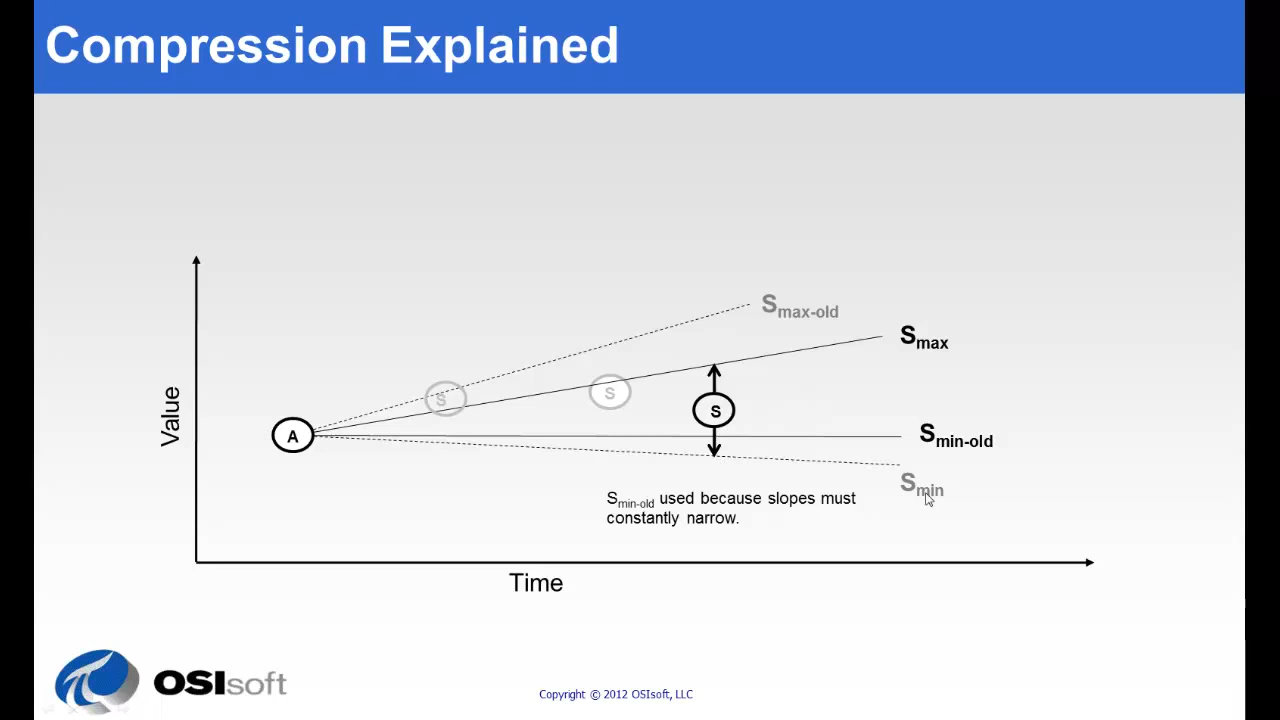 Compression Explained
Smax-old
Smax
S
S
S
A
Value
Smin-old
Smin
Smin-old used because slopes must
constantly narrow.
Time
OSIsoft
Copyright © 2012 OSIsoft, LLC